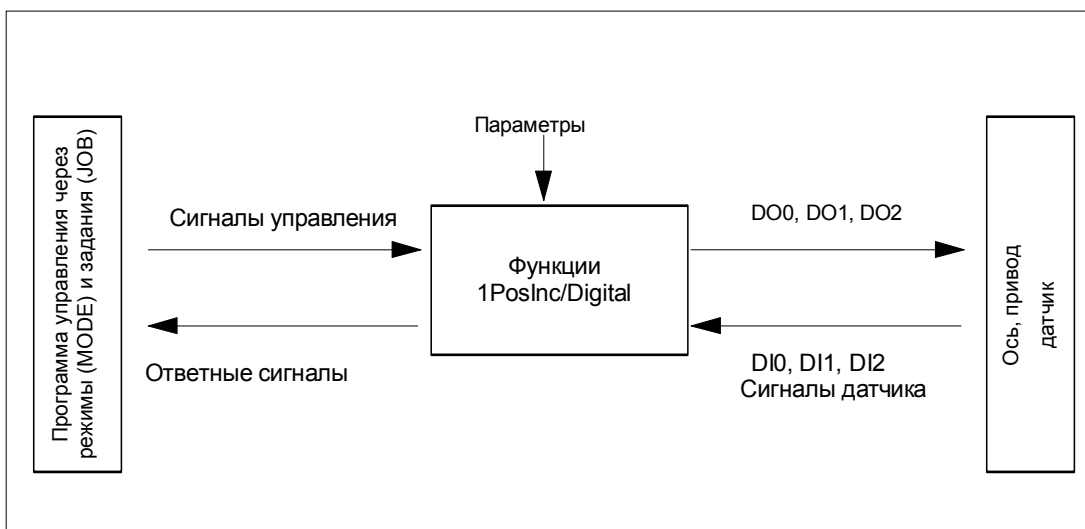 Программа управления через
режимы (MODE) и задания (JOB)
Параметры
Сигналы управления
Ответные сигналы
Функции
1PosInc/Digital
DO0, DO1, DO2
DI0, DI1, DI2
Сигналы датчика
Ось, привод
датчик